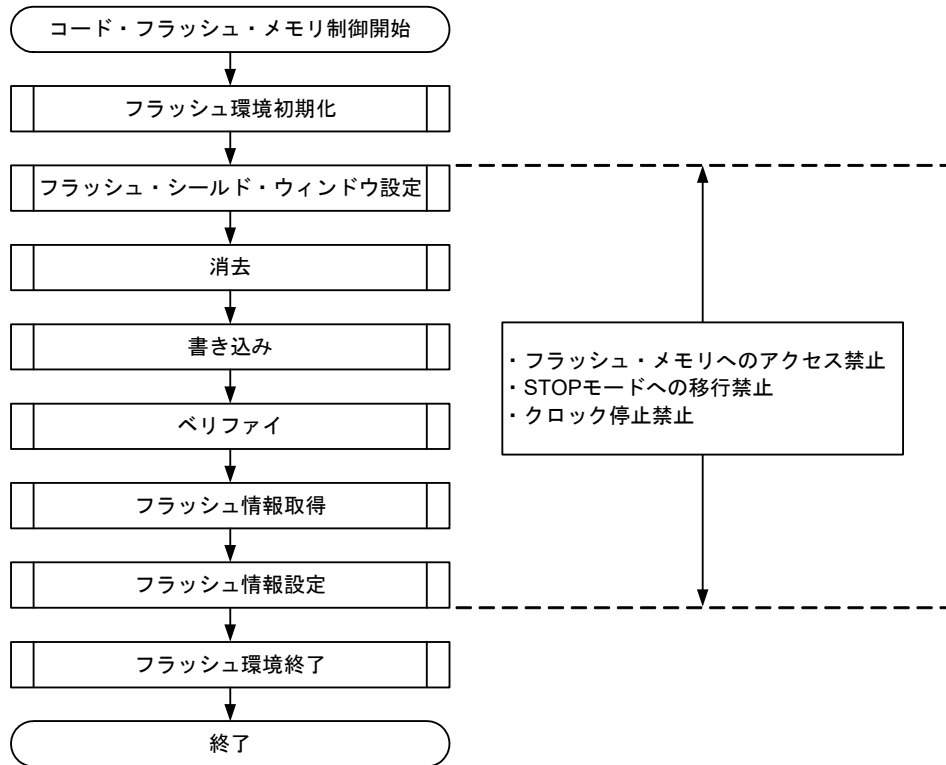 コード・フラッシュ・メモリ制御開始
フラッシュ環境初期化
フラッシュ・シールド・ウィンドウ設定
消去
書き込み
ベリファイ
フラッシュ情報取得
フラッシュ情報設定
フラッシュ環境終了
終了
・フラッシュ・メモリへのアクセス禁止
・STOPモードへの移行禁止
・クロック停止禁止